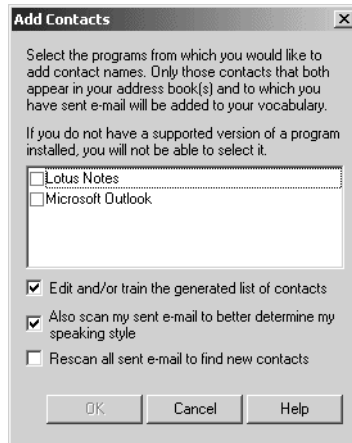 Add Contacts
Select the programs from which you would like to
add contact names. Only those contacts that both
appear in your address book(s) and to which you
have sent e-mail will be added to your vocabulary.
If you do not have a supported version of a program
installed, you will not be able to select it.
Lotus Notes
Microsoft Outlook
Edit and/or train the generated list of contacts
Also scan my sent e-mail to better determine my
speaking style
Rescan all sent e-mail to find new contacts
OK Cancel Help